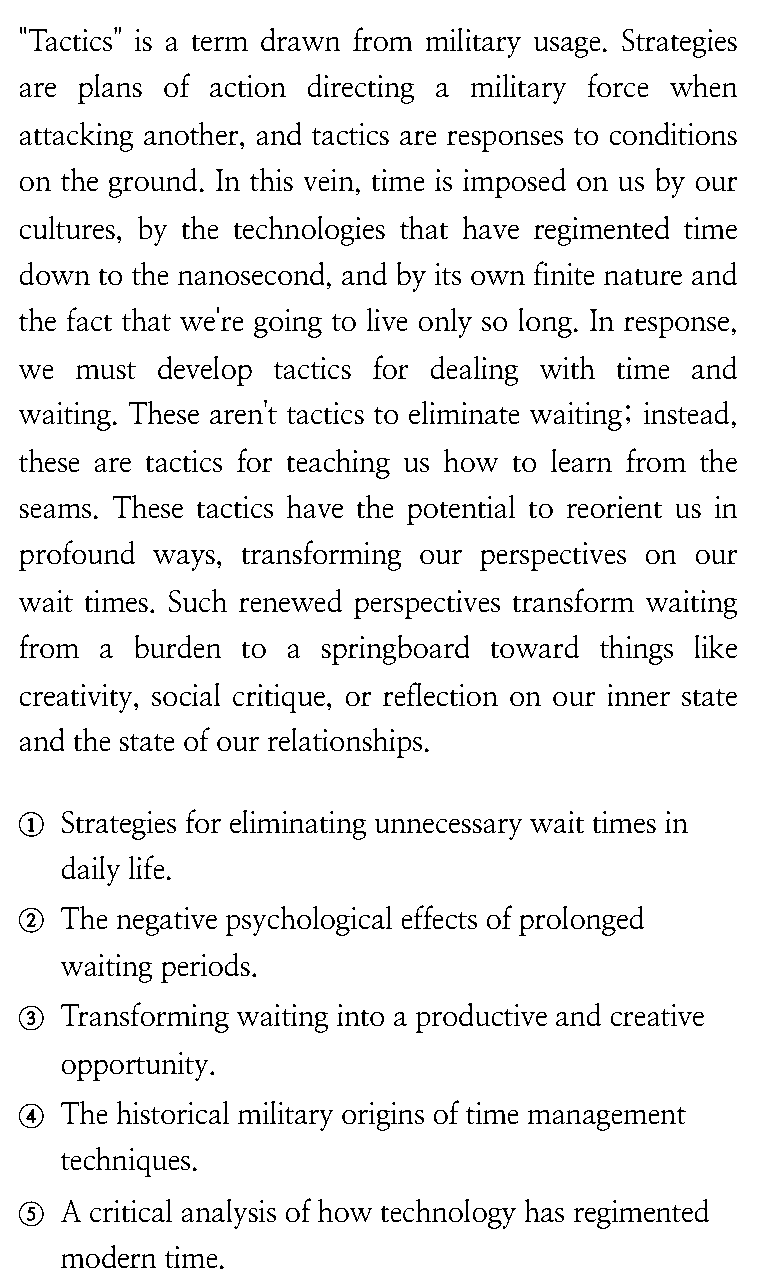 "Tactics" is a term drawn from military usage. Strategies
are plans of action directing a military force when
attacking another, and tactics are responses to conditions
on the ground. In this vein, time is imposed on us by our
cultures, by the technologies that have regimented time
down to the nanosecond, and by its own finite nature and
the fact that we're going to live only so long. In response,
we must develop tactics for dealing with time and
waiting. These aren't tactics to eliminate waiting; instead,
these are tactics for teaching us how to learn from the
seams. These tactics have the potential to reorient us in
profound ways, transforming our perspectives on our
wait times. Such renewed perspectives transform waiting
from a burden to a springboard toward things like
creativity, social critique, or reflection on our inner state
and the state of our relationships.
① Strategies for eliminating unnecessary wait times in
daily life.
② The negative psychological effects of prolonged
waiting periods.
③ Transforming waiting into a productive and creative
opportunity.
④ The historical military origins of time management
techniques.
⑤ A critical analysis of how technology has regimented
modern time.